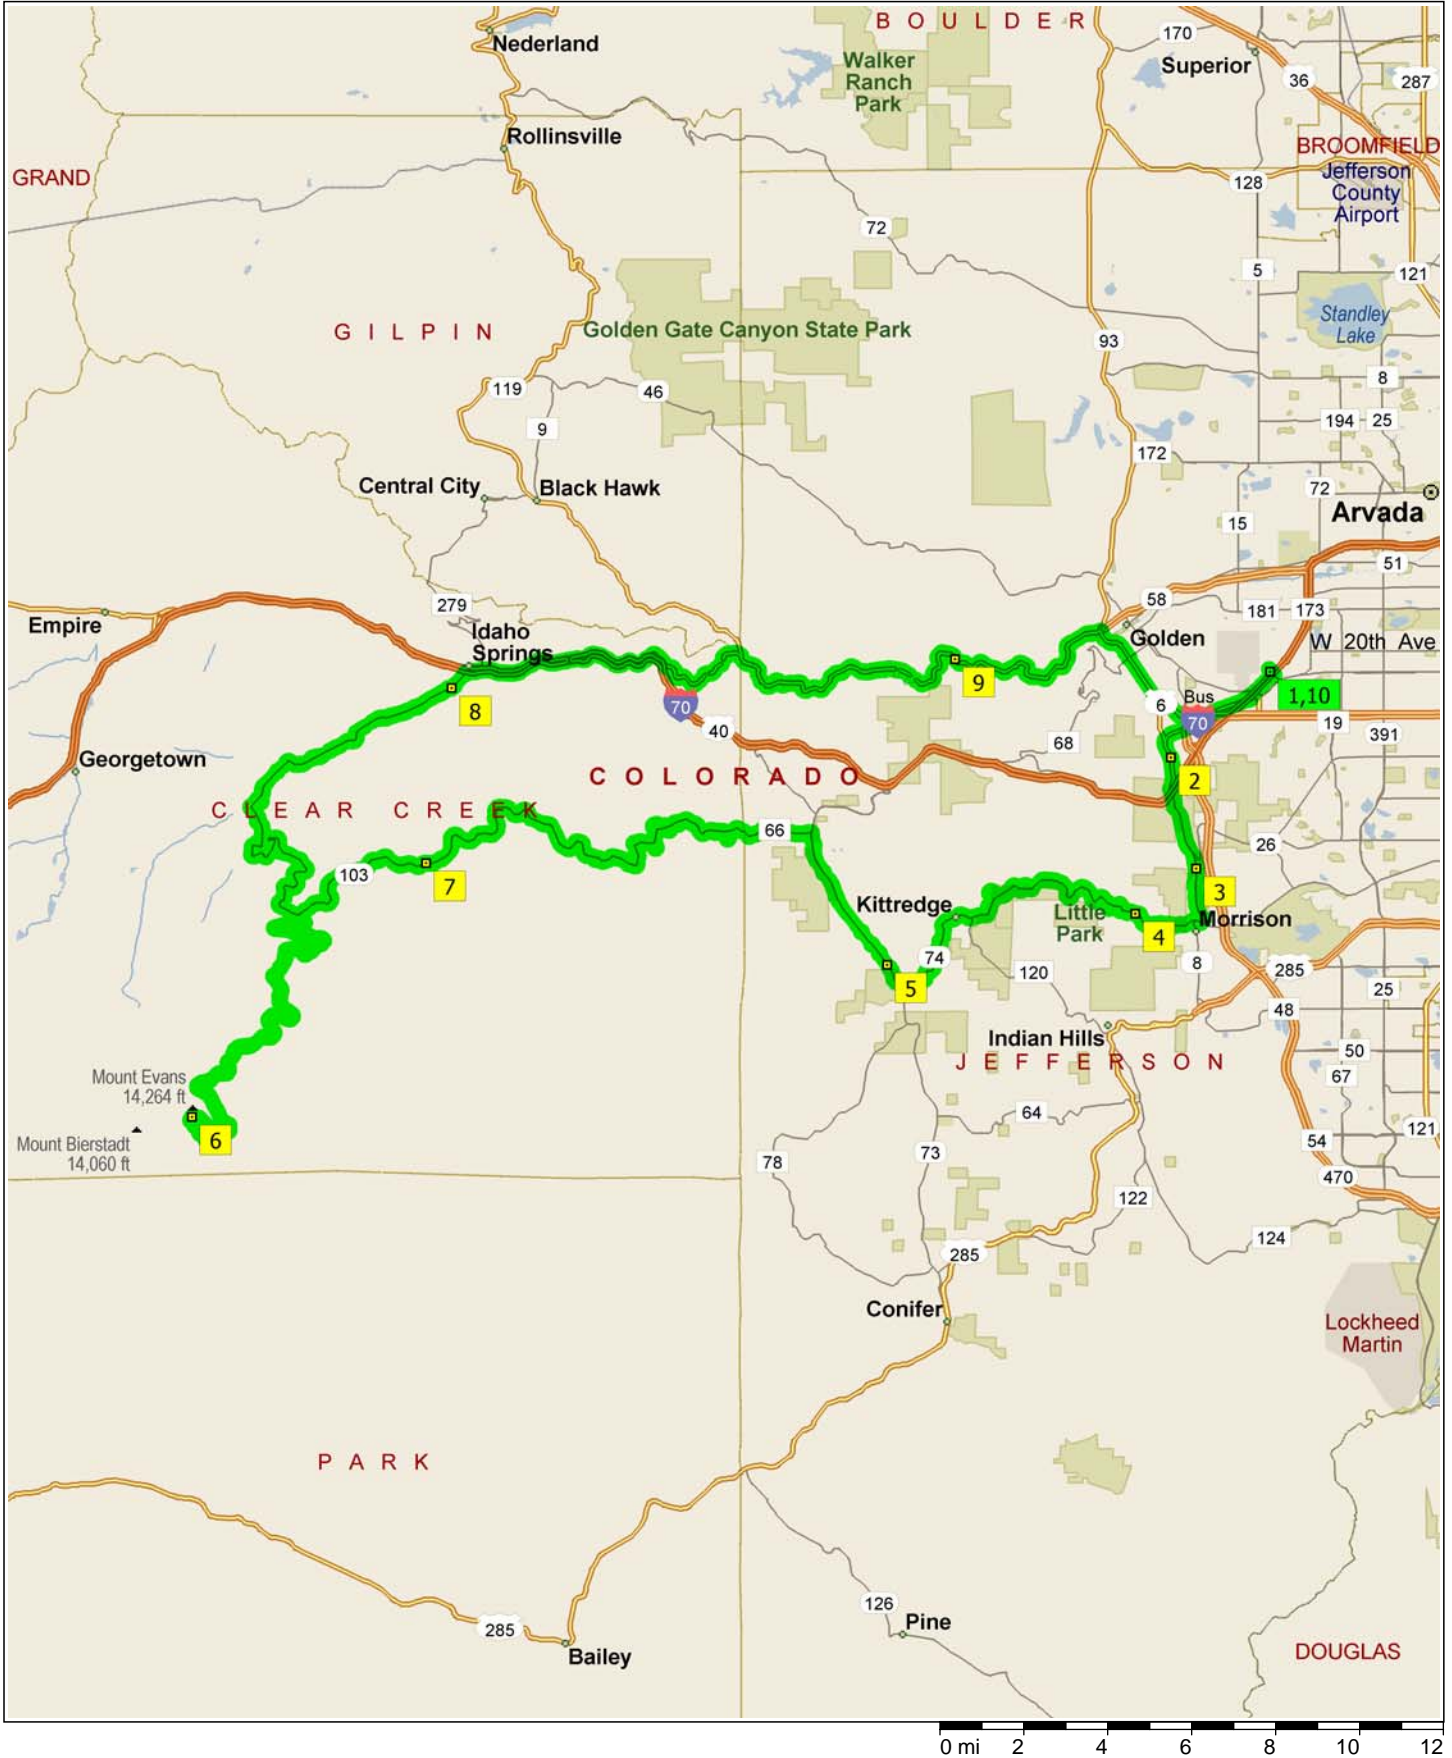 BOULDER
170
Nederland
Superior
Walker
Ranch
Park
36
287
Rollinsville
BROOMFIELD
GRAND
Jefferson
County
Airport
128
72
5
121
Standley
Lake
GILPIN
Golden Gate Canyon State Park
93
119
46
8
9
194
25
172
Central City
Black Hawk
72
Arvada
15
51
279
58
181
173
Empire
Idaho
Springs
Golden
W 20th Ave
9
8
6
Bus
70
1,10
70
40
19
68
391
Georgetown
COLORADO
2
CLEAR CREEK
66
26
103
7
3
Kittredge
Little
Park
Morrison
4
74
8
120
285
5
25
48
Indian Hills
50
JEFFERSON
67
Mount Evans
14,264 ft
64
6
121
Mount Bierstadt
14,060 ft
54
78
73
470
122
124
285
Conifer
Lockheed
Martin
PARK
126
Pine
285
Bailey
DOUGLAS
0 mi 2 4 6 8 10 12